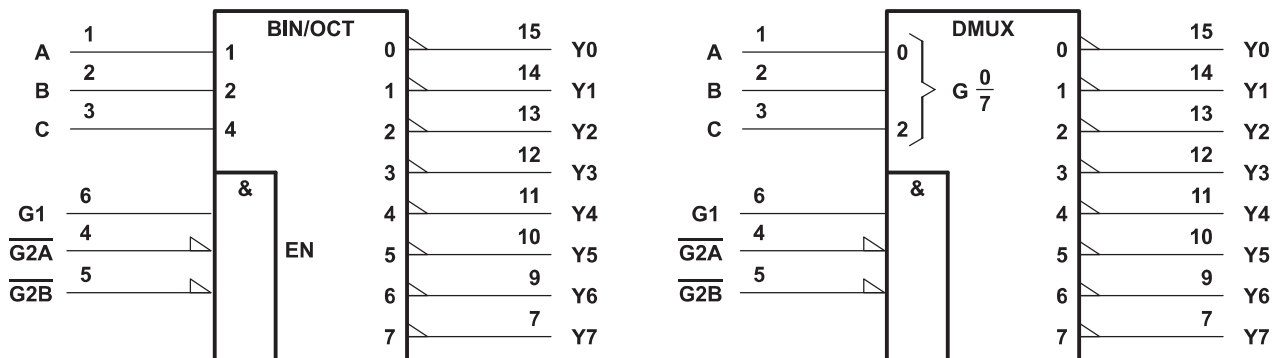 BIN/OCT
A 1 1 0 15 Y0
B 2 2 1 14 Y1
C 3 4 2 13 Y2
3 12 Y3
&
G1 6 4 11 Y4
G2A 4 EN 5 10 Y5
G2B 5 6 9 Y6
7 7 Y7
DMUX
A 1 0 0 15 Y0
B 2 G 0/7 1 14 Y1
C 3 2 2 13 Y2
3 12 Y3
&
G1 6 4 11 Y4
G2A 4 5 10 Y5
G2B 5 6 9 Y6
7 7 Y7